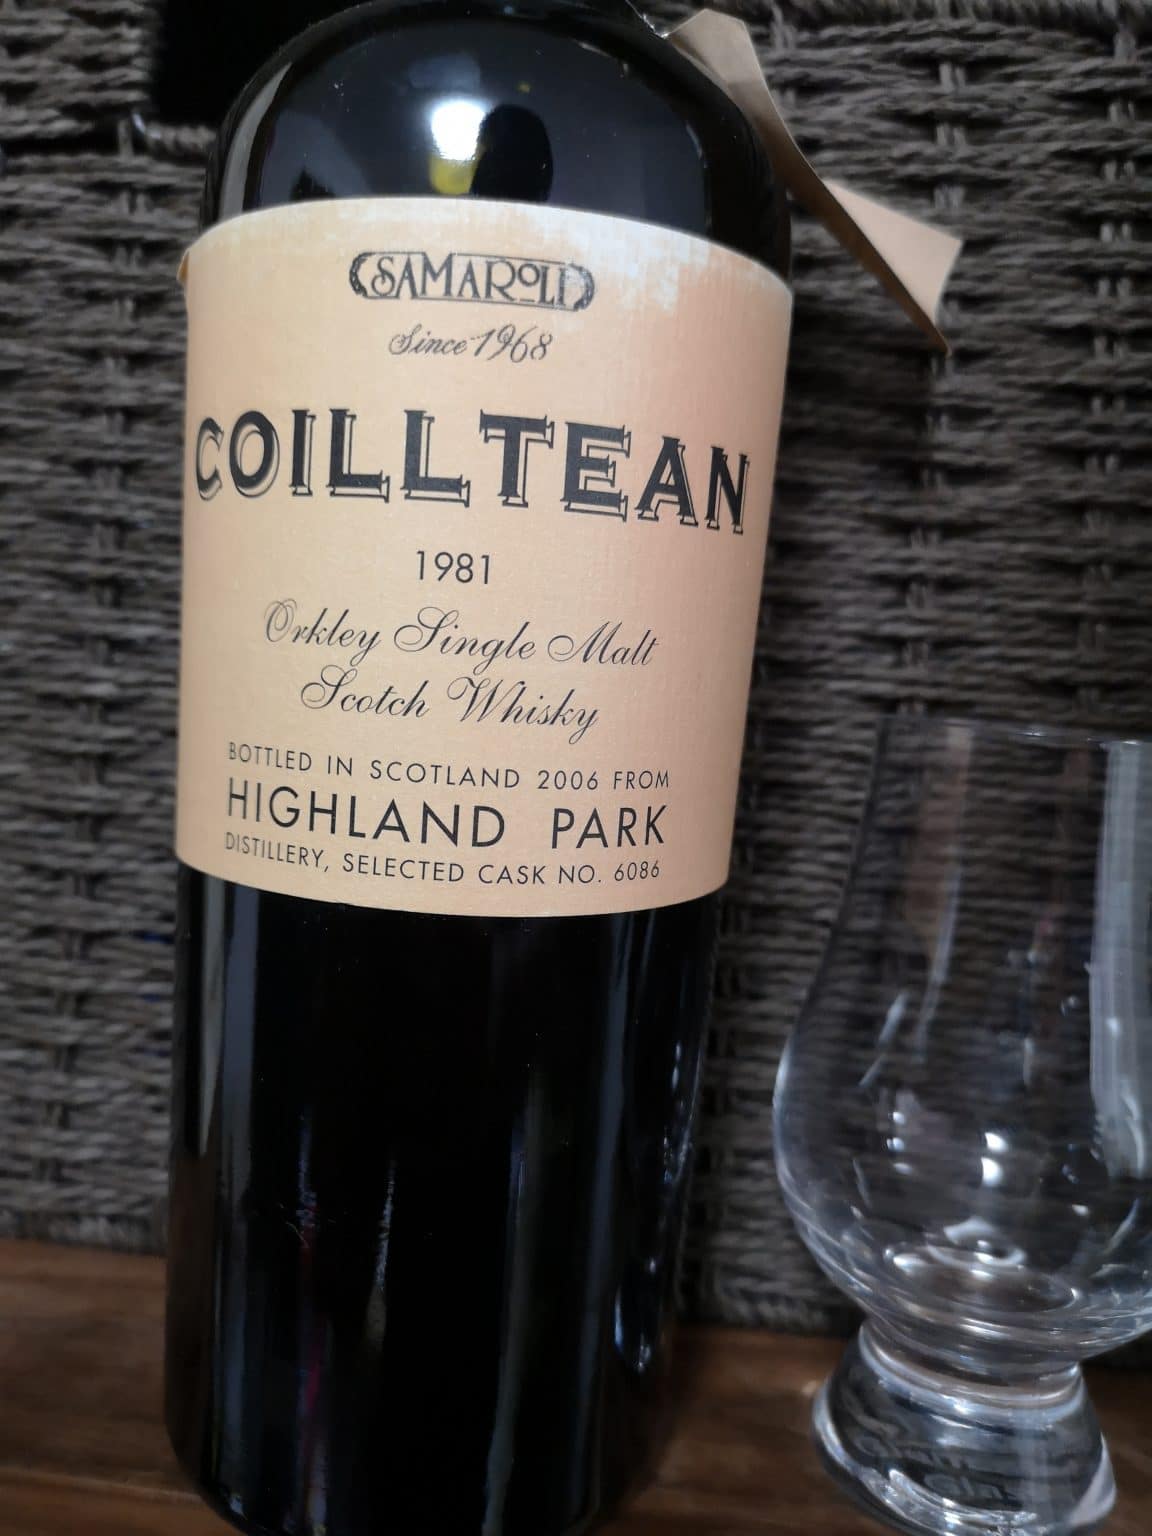 SAMAROLI
Since 1968
COILLTEAN
1981
Orkley Single Malt
Scotch Whisky
BOTTLED IN SCOTLAND 2006 FROM
HIGHLAND PARK
DISTILLERY, SELECTED CASK NO. 6086